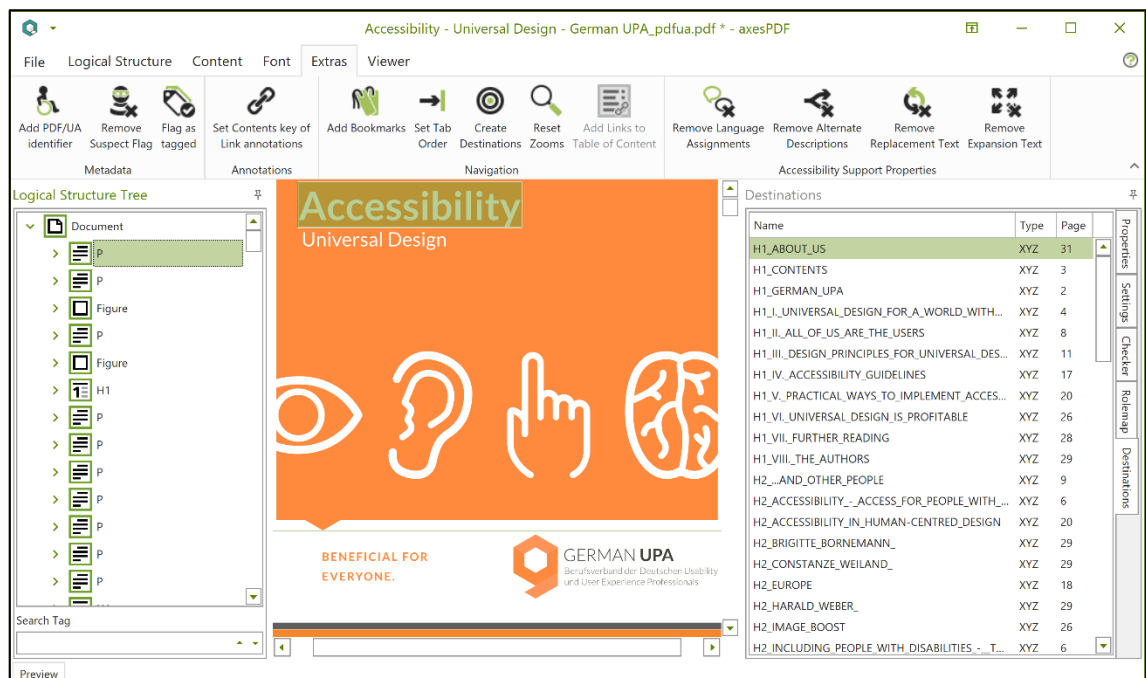 Accessibility - Universal Design - German UPA_pdfua.pdf * - axesPDF
File Logical Structure Content Font Extras Viewer
Add PDF/UA identifier
Remove Suspect Flag
Flag as tagged
Metadata
Set Contents key of Link annotations
Annotations
Add Bookmarks
Set Tab Order
Create Destinations
Reset Zooms
Add Links to Table of Content
Navigation
Remove Language Assignments
Remove Alternate Descriptions
Remove Replacement Text
Remove Expansion Text
Accessibility Support Properties
Logical Structure Tree
Document
P
P
Figure
P
Figure
H1
P
P
P
P
P
P
P
Search Tag
Preview
Accessibility
Universal Design
BENEFICIAL FOR
EVERYONE.
GERMAN UPA
Berufsverband der Deutschen Usability
und User Experience Professionals
Destinations
Name Type Page
H1_ABOUT_US XYZ 31
H1_CONTENTS XYZ 3
H1_GERMAN_UPA XYZ 2
H1_I._UNIVERSAL_DESIGN_FOR_A_WORLD_WITH... XYZ 4
H1_II._ALL_OF_US_ARE_THE_USERS XYZ 8
H1_III._DESIGN_PRINCIPLES_FOR_UNIVERSAL_DES... XYZ 11
H1_IV._ACCESSIBILITY_GUIDELINES XYZ 17
H1_V._PRACTICAL_WAYS_TO_IMPLEMENT_ACCES... XYZ 20
H1_VI._UNIVERSAL_DESIGN_IS_PROFITABLE XYZ 26
H1_VII._FURTHER_READING XYZ 28
H1_VIII._THE_AUTHORS XYZ 29
H2_...AND_OTHER_PEOPLE XYZ 9
H2_ACCESSIBILITY_-_ACCESS_FOR_PEOPLE_WITH_... XYZ 6
H2_ACCESSIBILITY_IN_HUMAN-CENTRED_DESIGN XYZ 20
H2_BRIGITTE_BORNEMANN_ XYZ 29
H2_CONSTANZE_WEILAND_ XYZ 29
H2_EUROPE XYZ 18
H2_HARALD_WEBER_ XYZ 29
H2_IMAGE_BOOST XYZ 26
H2_INCLUDING_PEOPLE_WITH_DISABILITIES_-__T... XYZ 6
Properties
Settings
Checker
Rolemap
Destinations